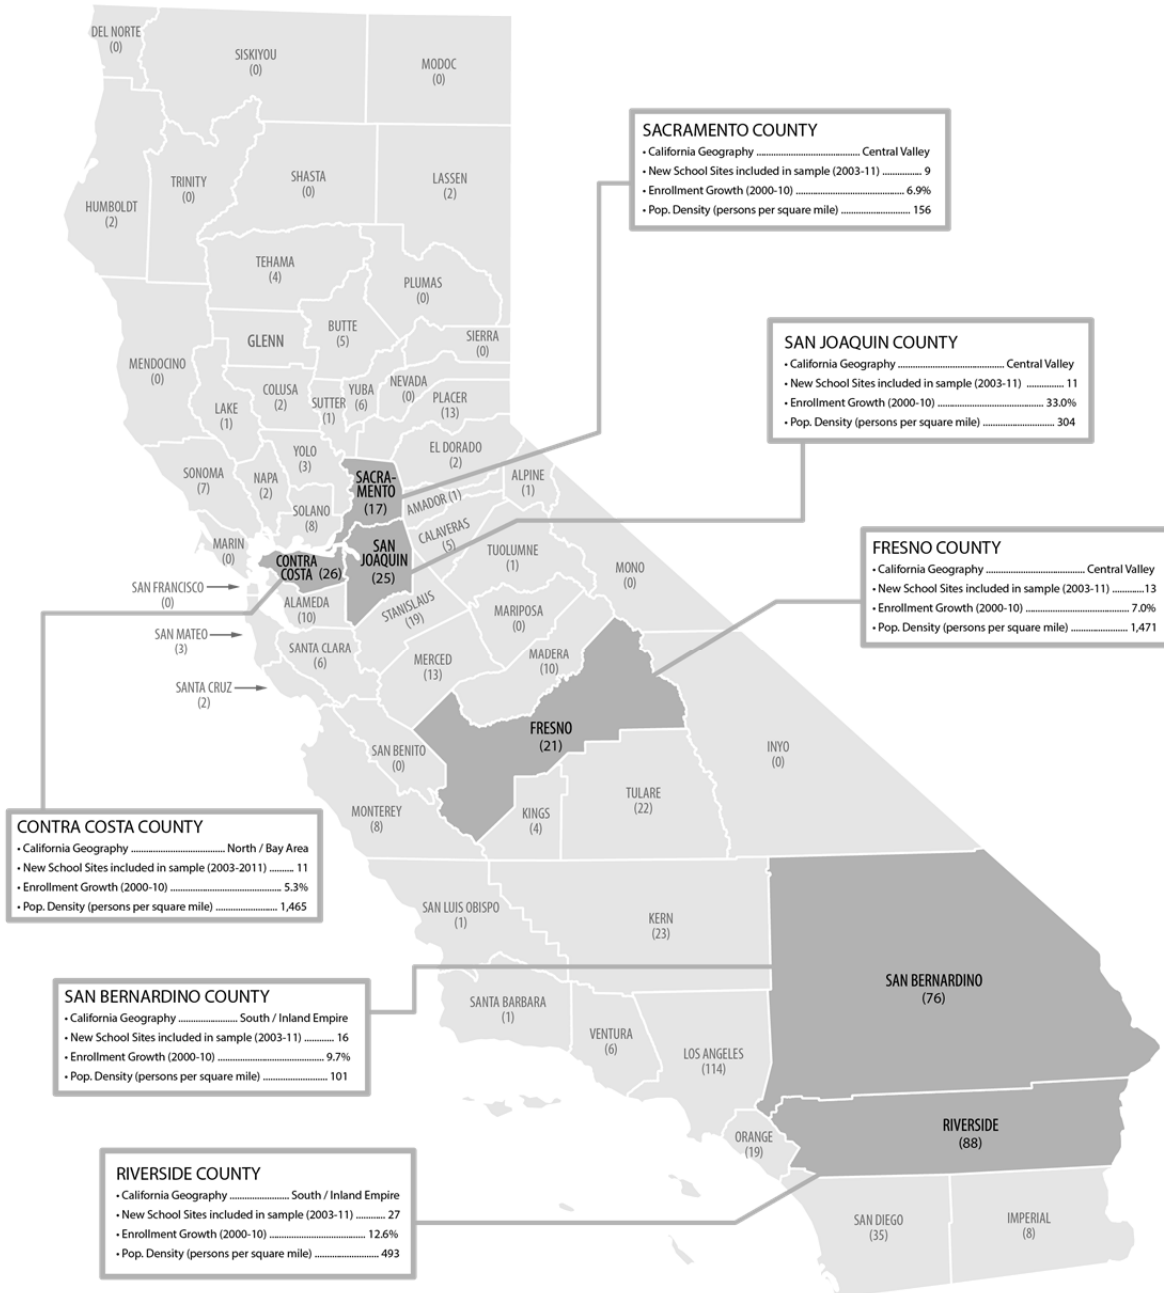 DEL NORTE
(0)
SISKIYOU
(0)
MODOC
(0)
SACRAMENTO COUNTY
• California Geography ........ Central Valley
• New School Sites included in sample (2003-11) ........ 9
• Enrollment Growth (2000-10) ........ 6.9%
• Pop. Density (persons per square mile) ........ 156
HUMBOLDT
(2)
TRINITY
(0)
SHASTA
(0)
LASSEN
(2)
TEHAMA
(4)
PLUMAS
(0)
GLENN
BUTTE
(5)
SIERRA
(0)
SAN JOAQUIN COUNTY
• California Geography ........ Central Valley
• New School Sites included in sample (2003-11) ........ 11
• Enrollment Growth (2000-10) ........ 33.0%
• Pop. Density (persons per square mile) ........ 304
MENDOCINO
(0)
LAKE
(1)
COLUSA
(2)
SUTTER
(1)
YUBA
(6)
NEVADA
(0)
PLACER
(13)
SONOMA
(7)
NAPA
(2)
YOLO
(3)
SOLANO
(8)
SACRA-
MENTO
(17)
EL DORADO
(2)
AMADOR (1)
ALPINE
(1)
CALAVERAS
(5)
MARIN
(0)
CONTRA
COSTA (26)
SAN
JOAQUIN
(25)
TUOLUMNE
(1)
MONO
(0)
FRESNO COUNTY
• California Geography ........ Central Valley
• New School Sites included in sample (2003-11) ........ 13
• Enrollment Growth (2000-10) ........ 7.0%
• Pop. Density (persons per square mile) ........ 1,471
SAN FRANCISCO
(0)
ALAMEDA
(10)
STANISLAUS
(19)
MARIPOSA
(0)
SAN MATEO
(3)
SANTA CLARA
(6)
MERCED
(13)
MADERA
(10)
SANTA CRUZ
(2)
FRESNO
(21)
SAN BENITO
(0)
INYO
(0)
MONTEREY
(8)
KINGS
(4)
TULARE
(22)
CONTRA COSTA COUNTY
• California Geography ........ North / Bay Area
• New School Sites included in sample (2003-2011) ........ 11
• Enrollment Growth (2000-10) ........ 5.3%
• Pop. Density (persons per square mile) ........ 1,465
SAN LUIS OBISPO
(1)
KERN
(23)
SAN BERNARDINO
(76)
SAN BERNARDINO COUNTY
• California Geography ........ South / Inland Empire
• New School Sites included in sample (2003-11) ........ 16
• Enrollment Growth (2000-10) ........ 9.7%
• Pop. Density (persons per square mile) ........ 101
SANTA BARBARA
(1)
VENTURA
(6)
LOS ANGELES
(114)
ORANGE
(19)
RIVERSIDE
(88)
RIVERSIDE COUNTY
• California Geography ........ South / Inland Empire
• New School Sites included in sample (2003-11) ........ 27
• Enrollment Growth (2000-10) ........ 12.6%
• Pop. Density (persons per square mile) ........ 493
SAN DIEGO
(35)
IMPERIAL
(8)